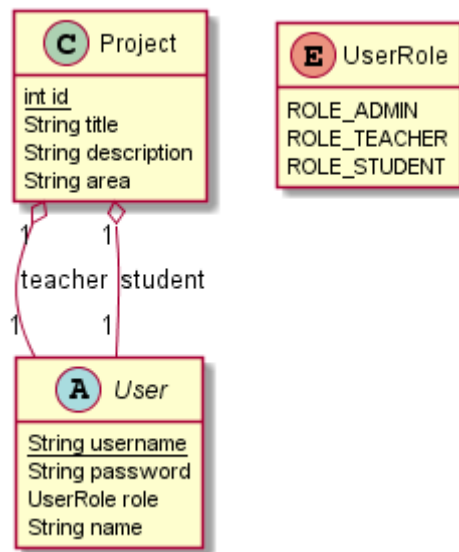 C Project
int id
String title
String description
String area
E UserRole
ROLE_ADMIN
ROLE_TEACHER
ROLE_STUDENT
1 1
teacher student
1 1
A User
String username
String password
UserRole role
String name